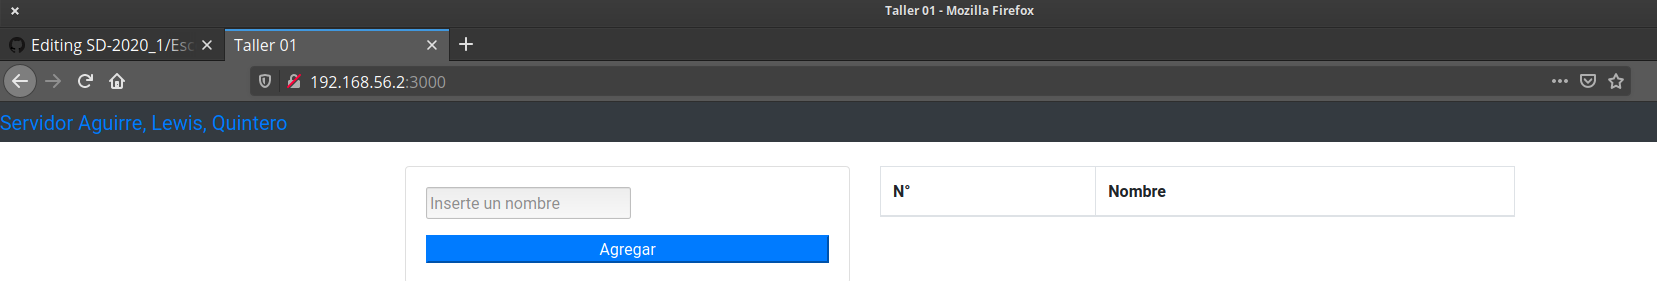 Taller 01 - Mozilla Firefox
Editing SD-2020_1/Esc
Taller 01
192.168.56.2:3000
Servidor Aguirre, Lewis, Quintero
Inserte un nombre
Agregar
N° Nombre